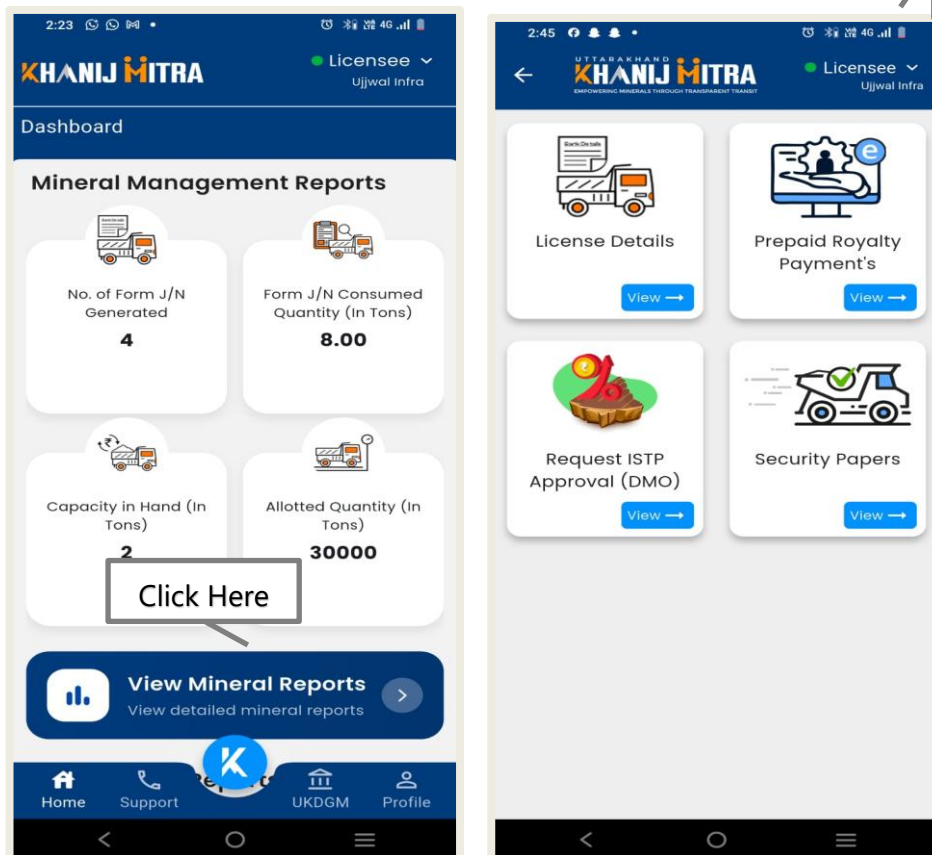 2:23
4G
KHANIJ MITRA
Licensee
Ujjwal Infra
Dashboard
Mineral Management Reports
No. of Form J/N
Generated
4
Form J/N Consumed
Quantity (In Tons)
8.00
Capacity in Hand (In
Tons)
2
Allotted Quantity (In
Tons)
30000
Click Here
View Mineral Reports
View detailed mineral reports
K
Home
Support
UKDGM
Profile
2:45
4G
UTTARAKHAND
KHANIJ MITRA
EMPOWERING MINERALS THROUGH TRANSPARENT TRANSIT
Licensee
Ujjwal Infra
License Details
View
e
Prepaid Royalty
Payment's
View
Request ISTP
Approval (DMO)
View
Security Papers
View